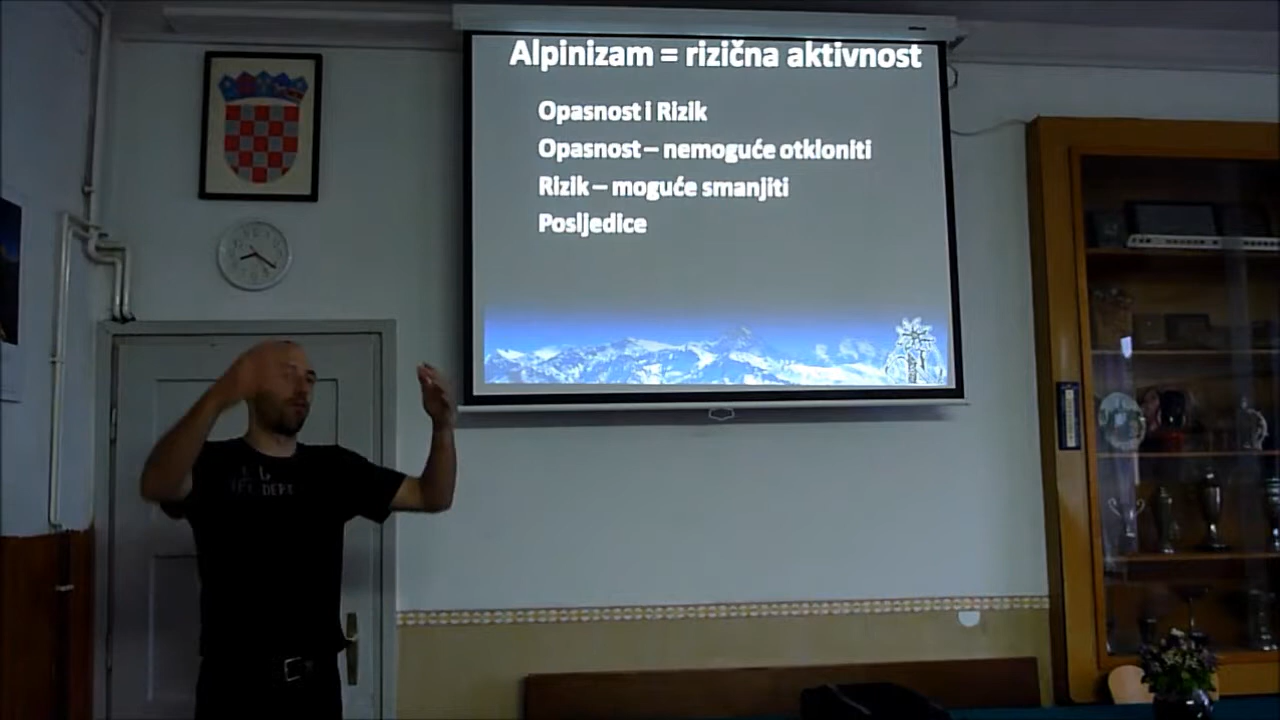 Alpinizam = rizična aktivnost
Opasnost i Rizik
Opasnost – nemoguće otkloniti
Rizik – moguće smanjiti
Posljedice